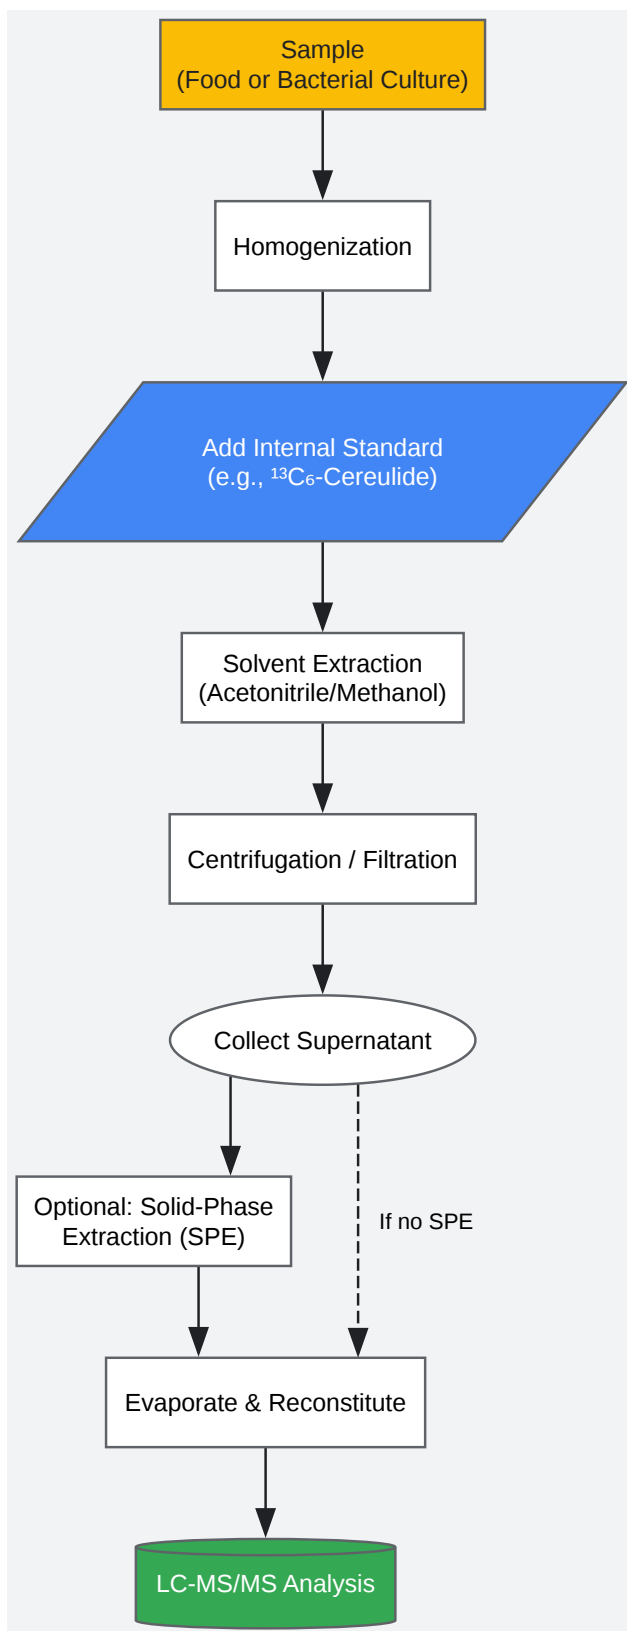 Sample
(Food or Bacterial Culture)
Homogenization
Add Internal Standard
(e.g., ¹³C₆-Cereulide)
Solvent Extraction
(Acetonitrile/Methanol)
Centrifugation / Filtration
Collect Supernatant
Optional: Solid-Phase
Extraction (SPE)
If no SPE
Evaporate & Reconstitute
LC-MS/MS Analysis